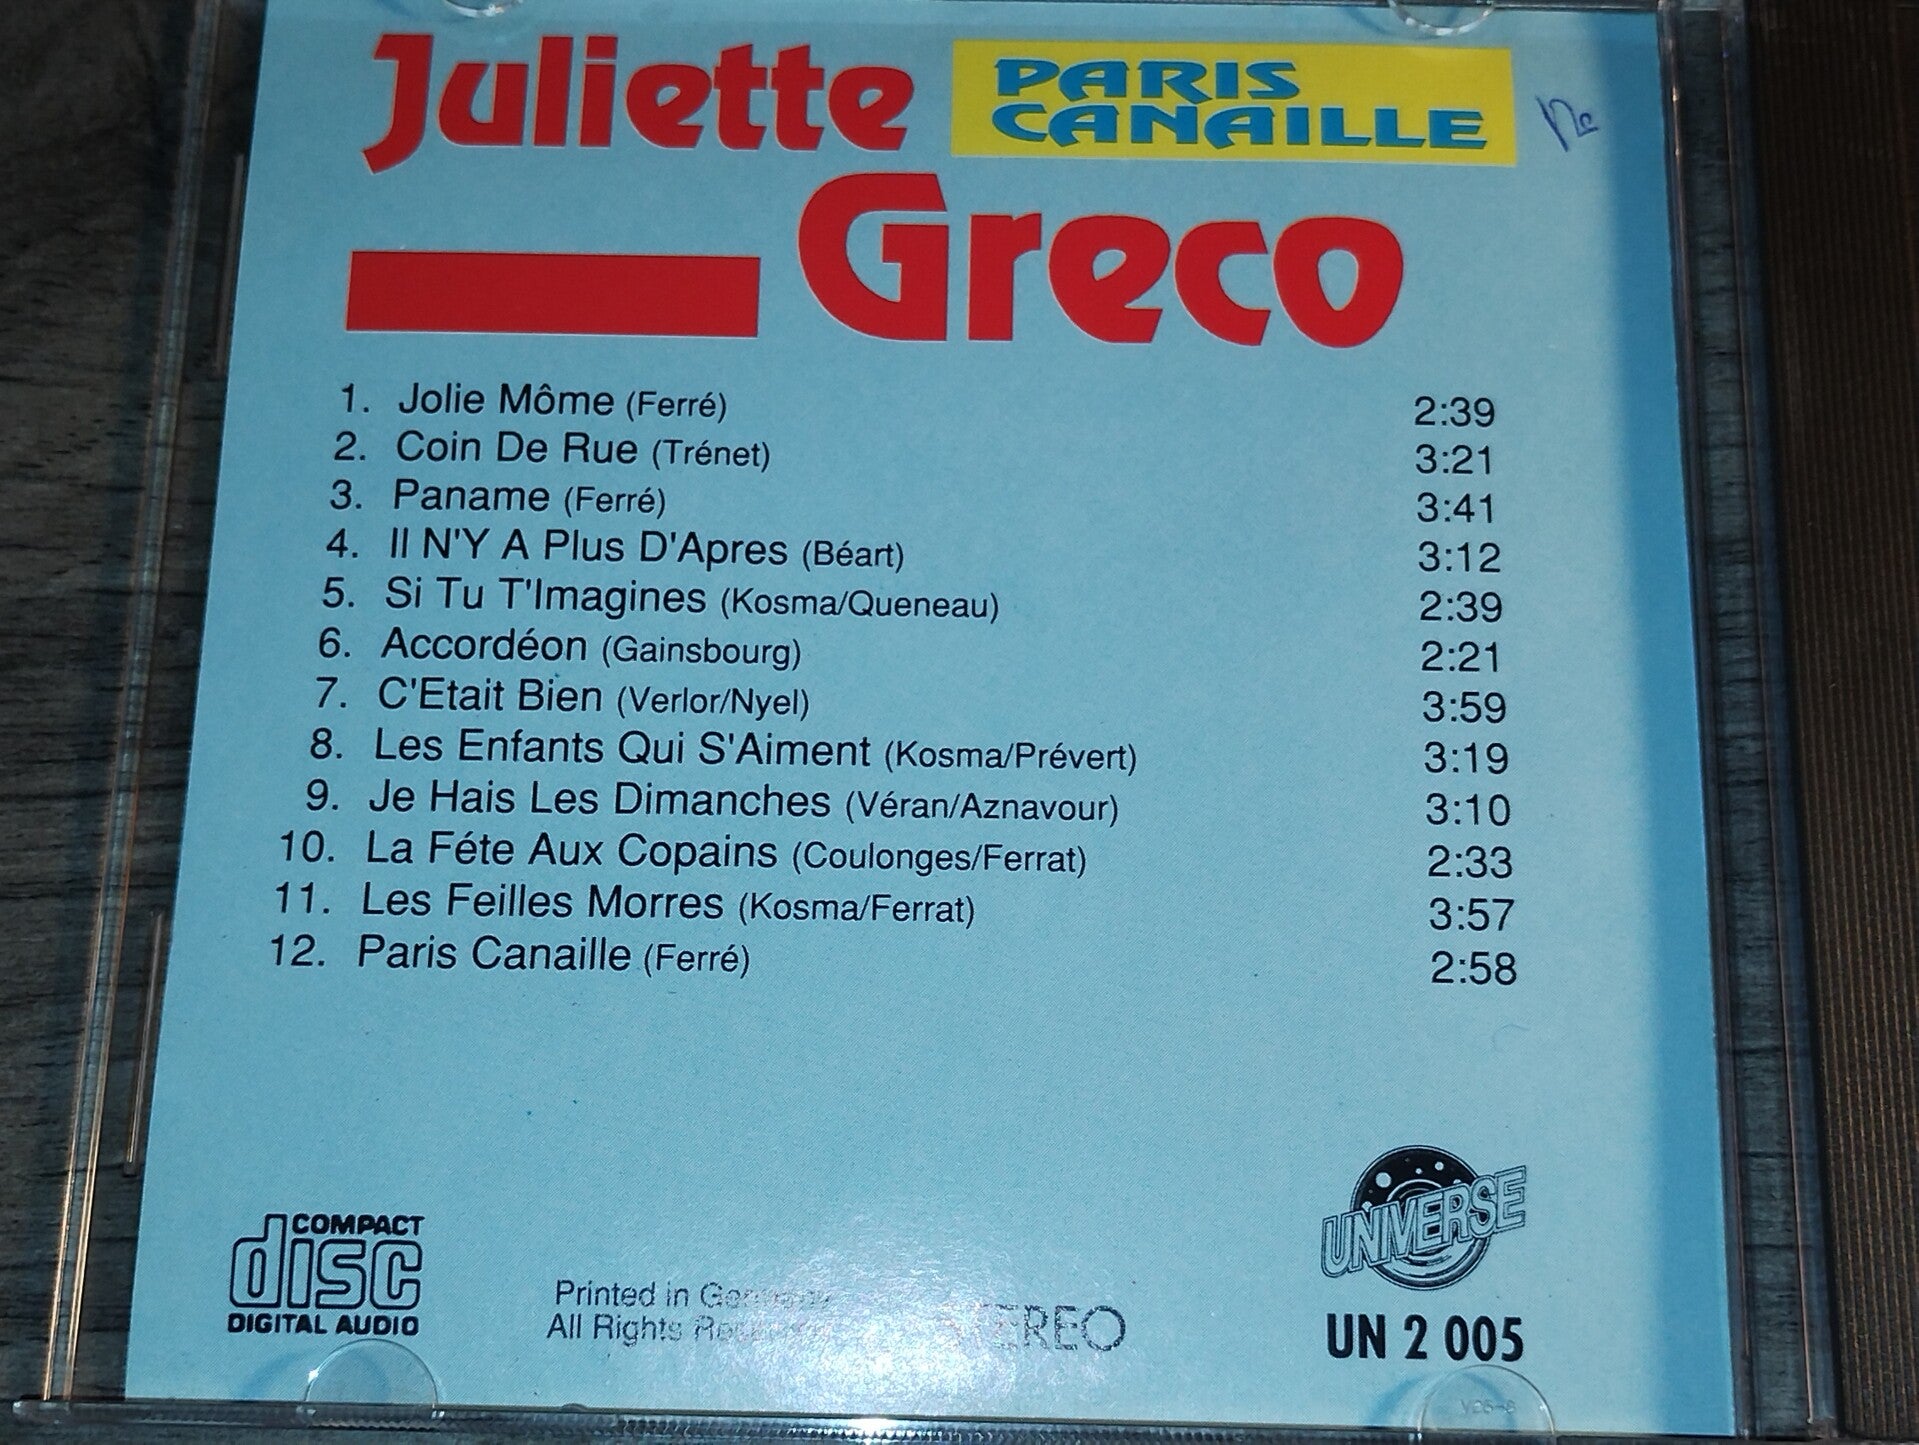 Juliette
PARIS
CANAILLE
Greco
1. Jolie Môme (Ferré) 2:39
2. Coin De Rue (Trénet) 3:21
3. Paname (Ferré) 3:41
4. Il N'Y A Plus D'Apres (Béart) 3:12
5. Si Tu T'Imagines (Kosma/Queneau) 2:39
6. Accordéon (Gainsbourg) 2:21
7. C'Etait Bien (Verlor/Nyel) 3:59
8. Les Enfants Qui S'Aiment (Kosma/Prévert) 3:19
9. Je Hais Les Dimanches (Véran/Aznavour) 3:10
10. La Féte Aux Copains (Coulonges/Ferrat) 2:33
11. Les Feilles Morres (Kosma/Ferrat) 3:57
12. Paris Canaille (Ferré) 2:58
COMPACT
disc
DIGITAL AUDIO
Printed in Germany
All Rights
STEREO
UNIVERSE
UN 2 005